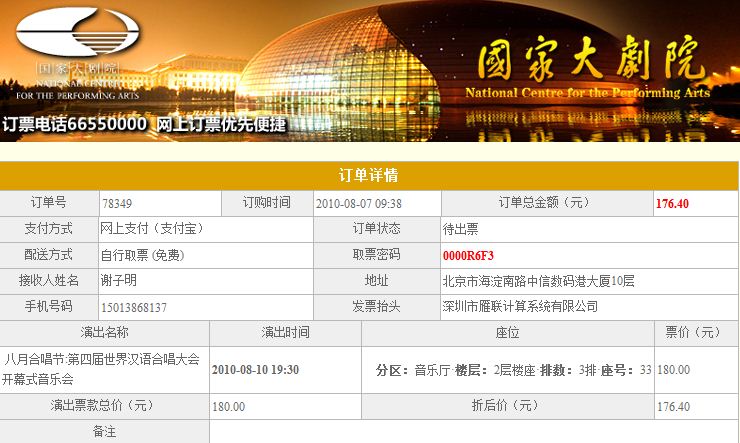 国家大剧院
NATIONAL CENTRE
FOR THE PERFORMING ARTS
國家大劇院
National Centre for the Performing Arts
订票电话66550000 网上订票优先便捷
订单详情
订单号 78349 订购时间 2010-08-07 09:38 订单总金额（元） 176.40
支付方式 网上支付（支付宝） 订单状态 待出票
配送方式 自行取票 (免费) 取票密码 0000R6F3
接收人姓名 谢子明 地址 北京市海淀南路中信数码港大厦10层
手机号码 15013868137 发票抬头 深圳市雁联计算系统有限公司
演出名称 演出时间 座位 票价（元）
八月合唱节:第四届世界汉语合唱大会
开幕式音乐会 2010-08-10 19:30 分区：音乐厅·楼层：2层楼座·排数：3排·座号：33 180.00
演出票款总价（元） 180.00 折后价（元） 176.40
备注